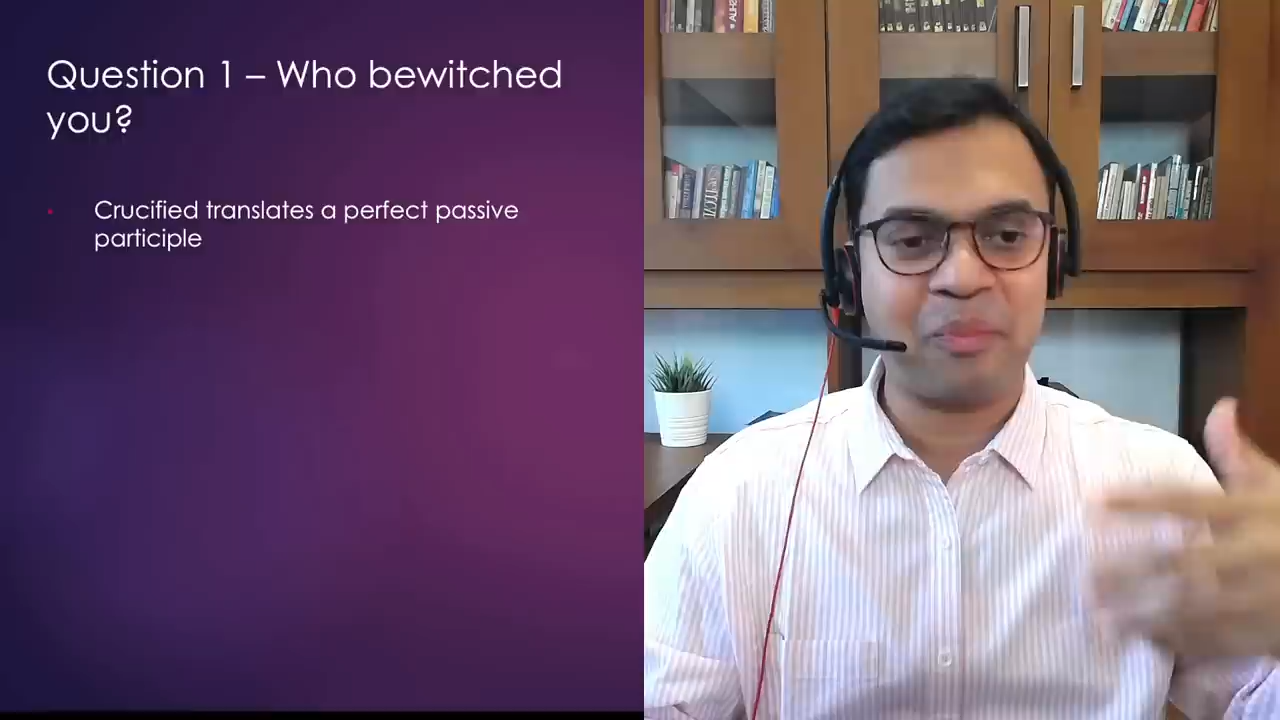 Question 1 – Who bewitched
you?
Crucified translates a perfect passive
participle